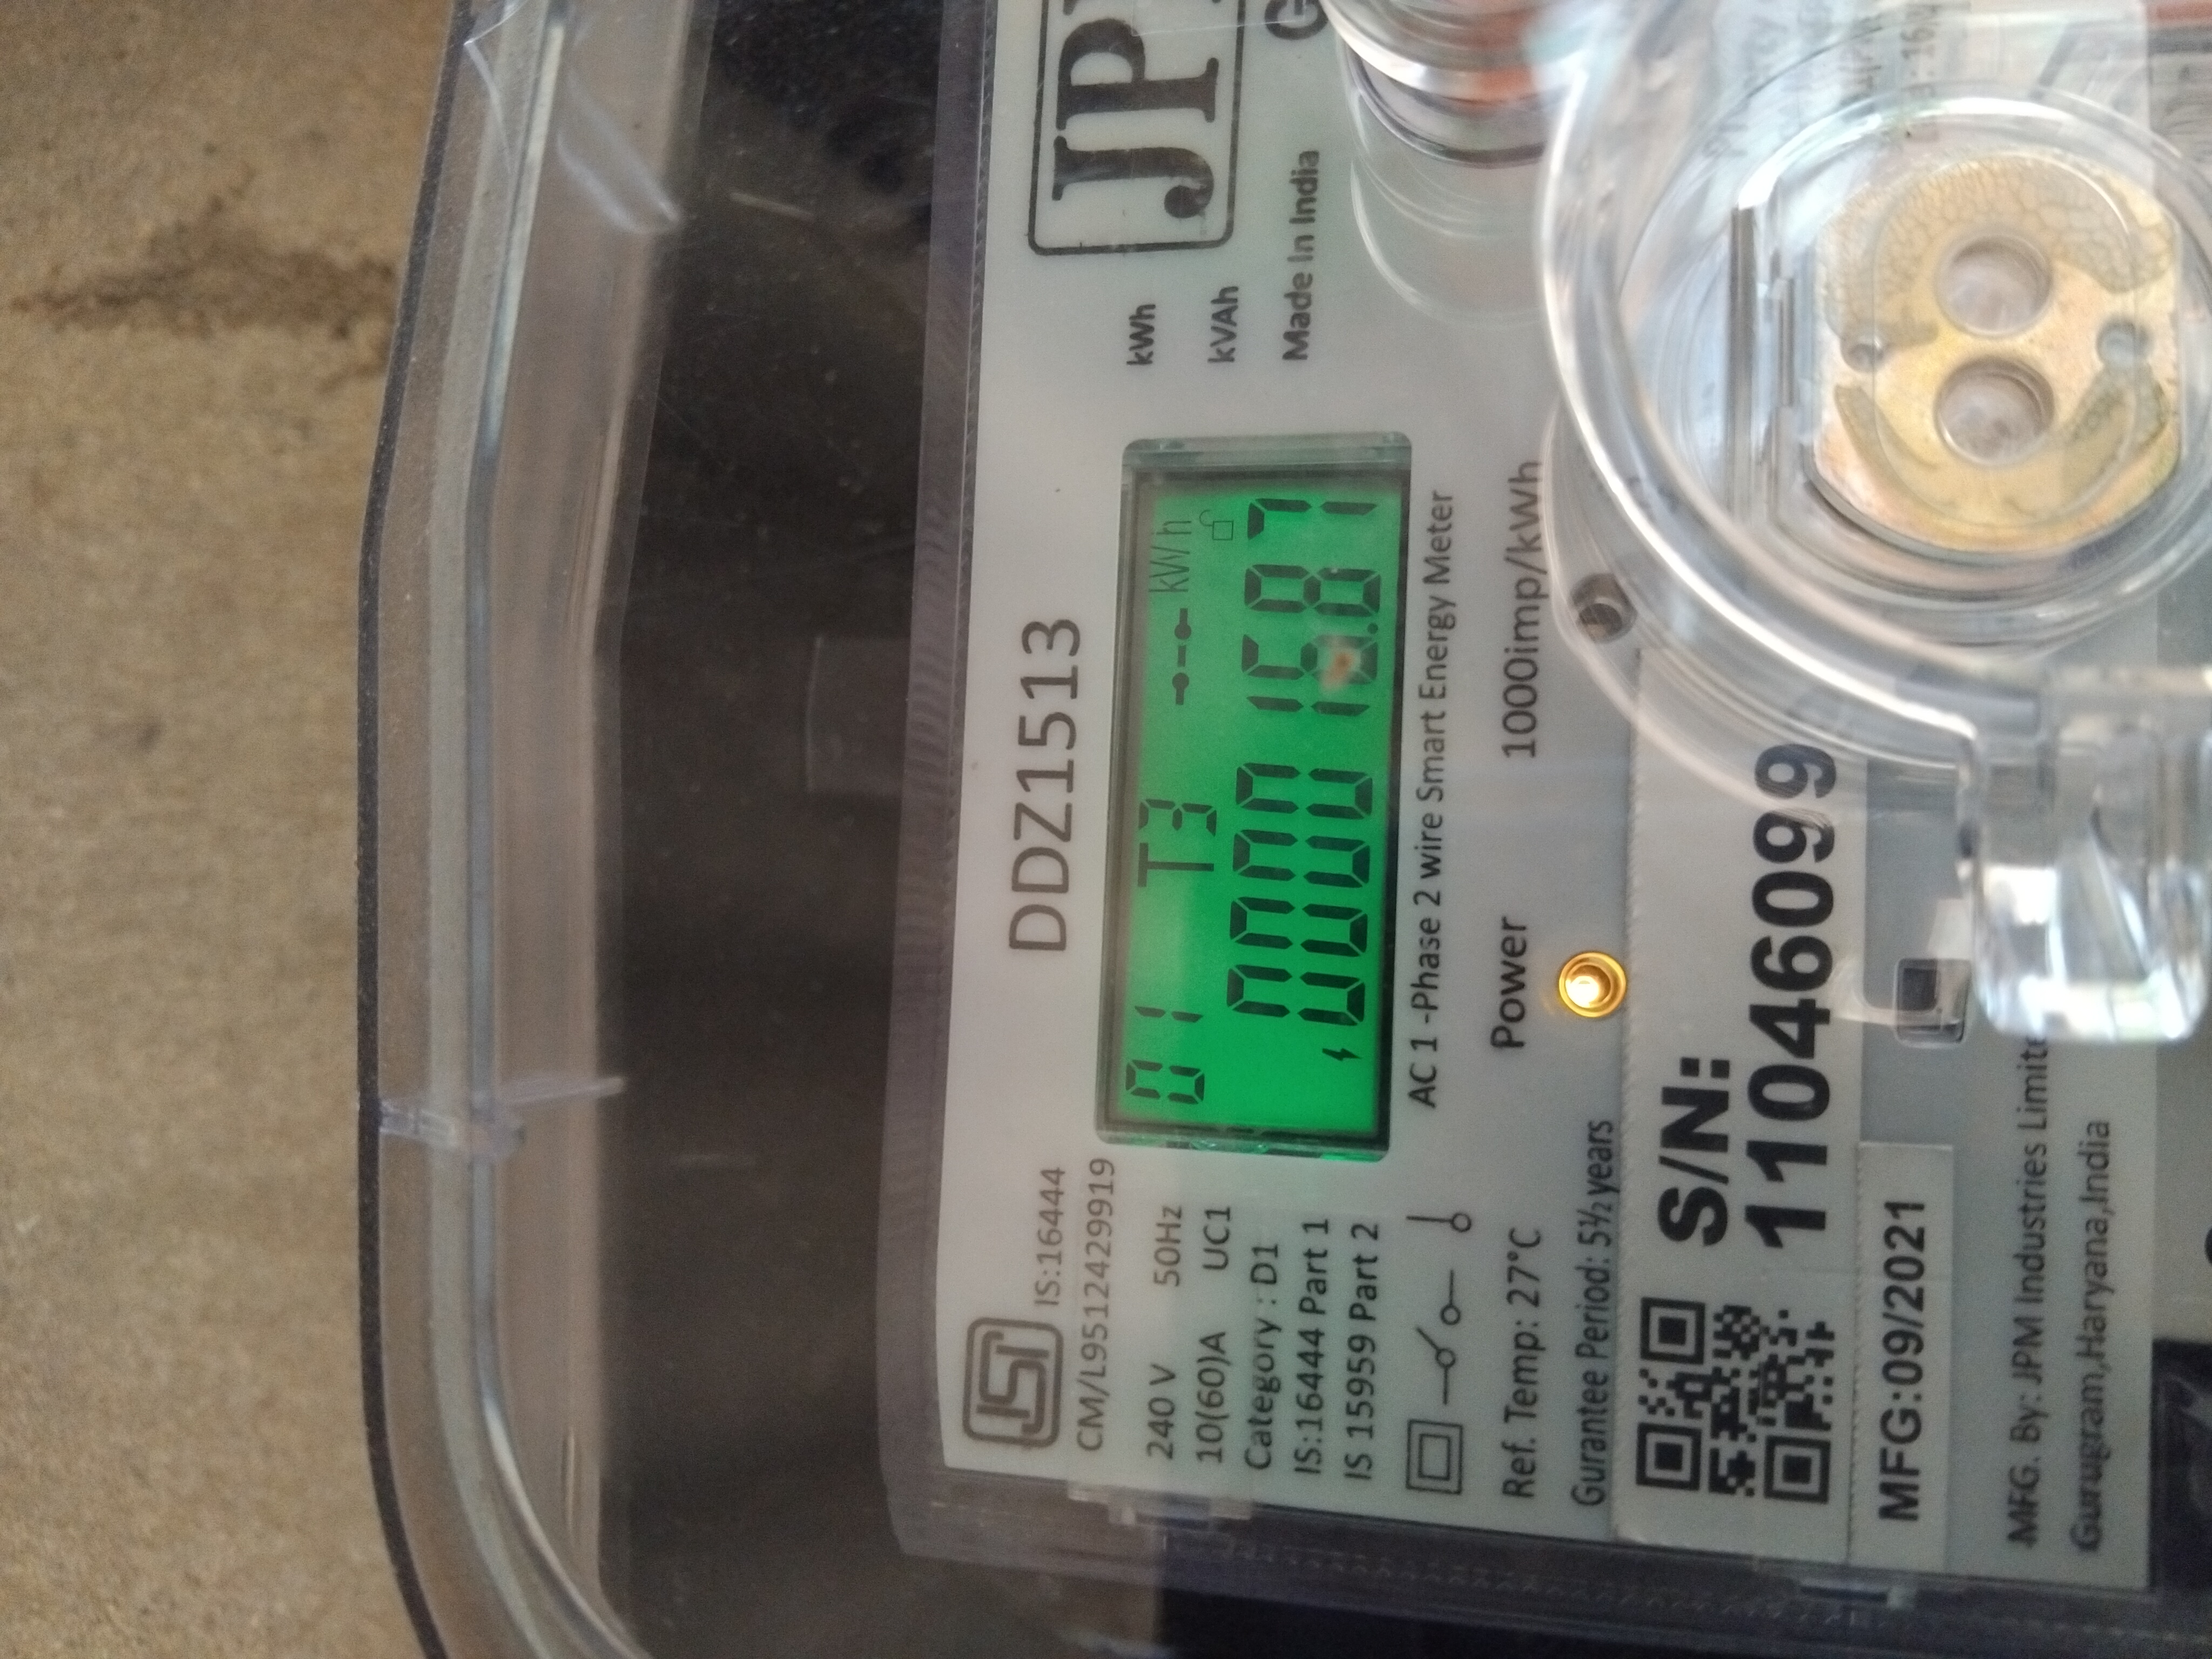 IS:16444
CM/L9512429919
DDZ1513
JP
240 V 50Hz
10(60)A UC1
Category : D1
IS:16444 Part 1
IS 15959 Part 2
01 T3 kWh
000016.87
kWh
kVAh
Made In India
AC 1 -Phase 2 wire Smart Energy Meter
Ref. Temp: 27°C
Power
1000imp/kWh
Gurantee Period: 5½ years
S/N:
11046099
MFG:09/2021
MFG. By: JPM Industries Limite
Gurugram,Haryana,India